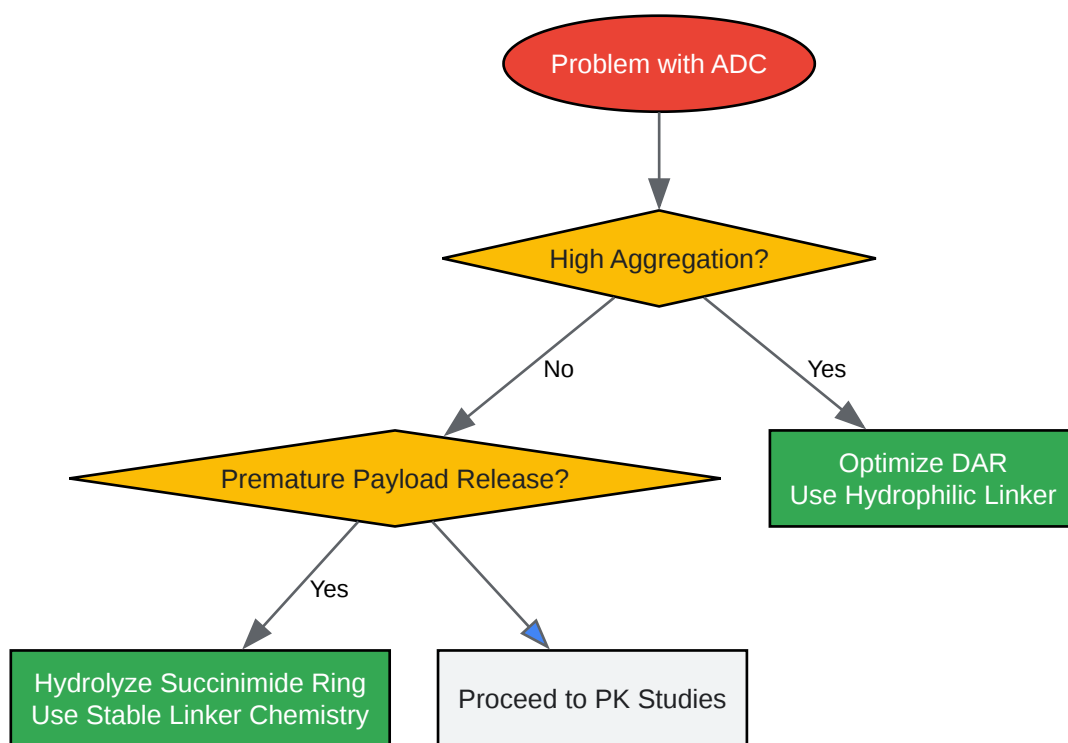 Problem with ADC
High Aggregation?
No
Yes
Premature Payload Release?
Optimize DAR
Use Hydrophilic Linker
Yes
Hydrolyze Succinimide Ring
Use Stable Linker Chemistry
Proceed to PK Studies